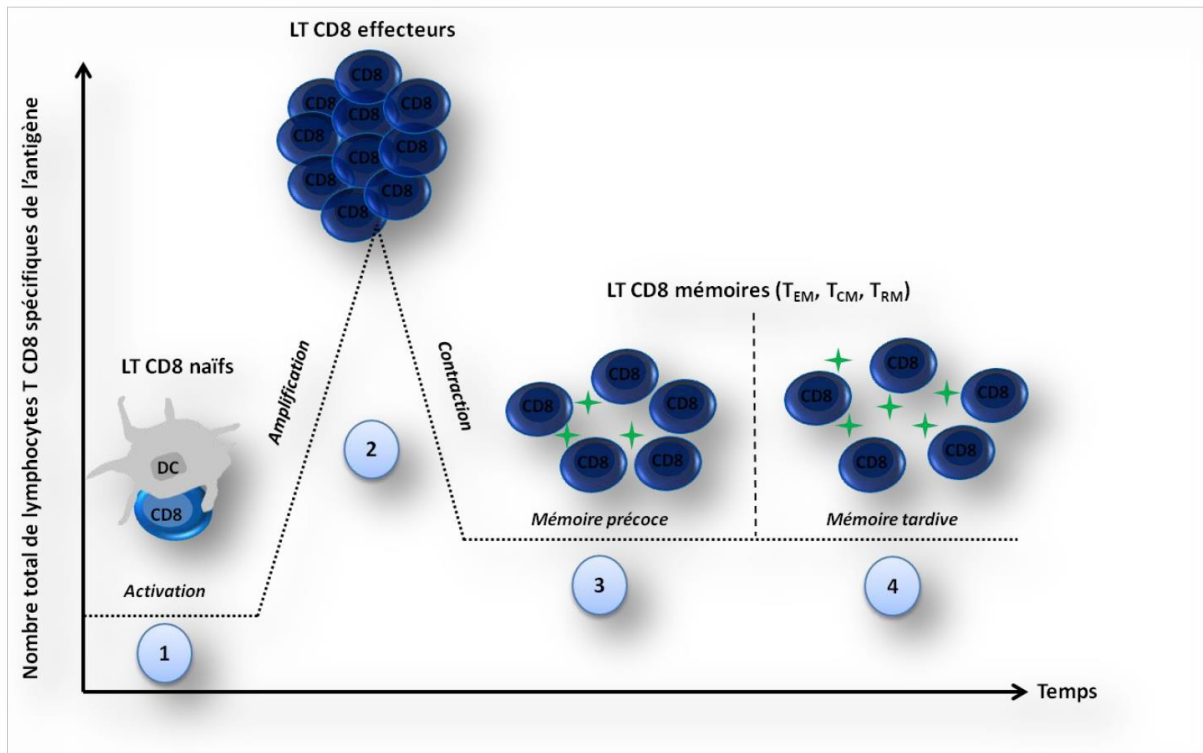 LT CD8 effecteurs
Nombre total de lymphocytes T CD8 spécifiques de l'antigène
CD8
CD8
CD8
CD8
CD8
CD8
CD8
CD8
CD8
CD8
LT CD8 mémoires (TEM, TCM, TRM)
LT CD8 naïfs
Amplification
Contraction
DC
CD8
CD8
CD8
CD8
CD8
CD8
CD8
CD8
CD8
CD8
CD8
2
Mémoire précoce
Mémoire tardive
Activation
3
4
1
Temps